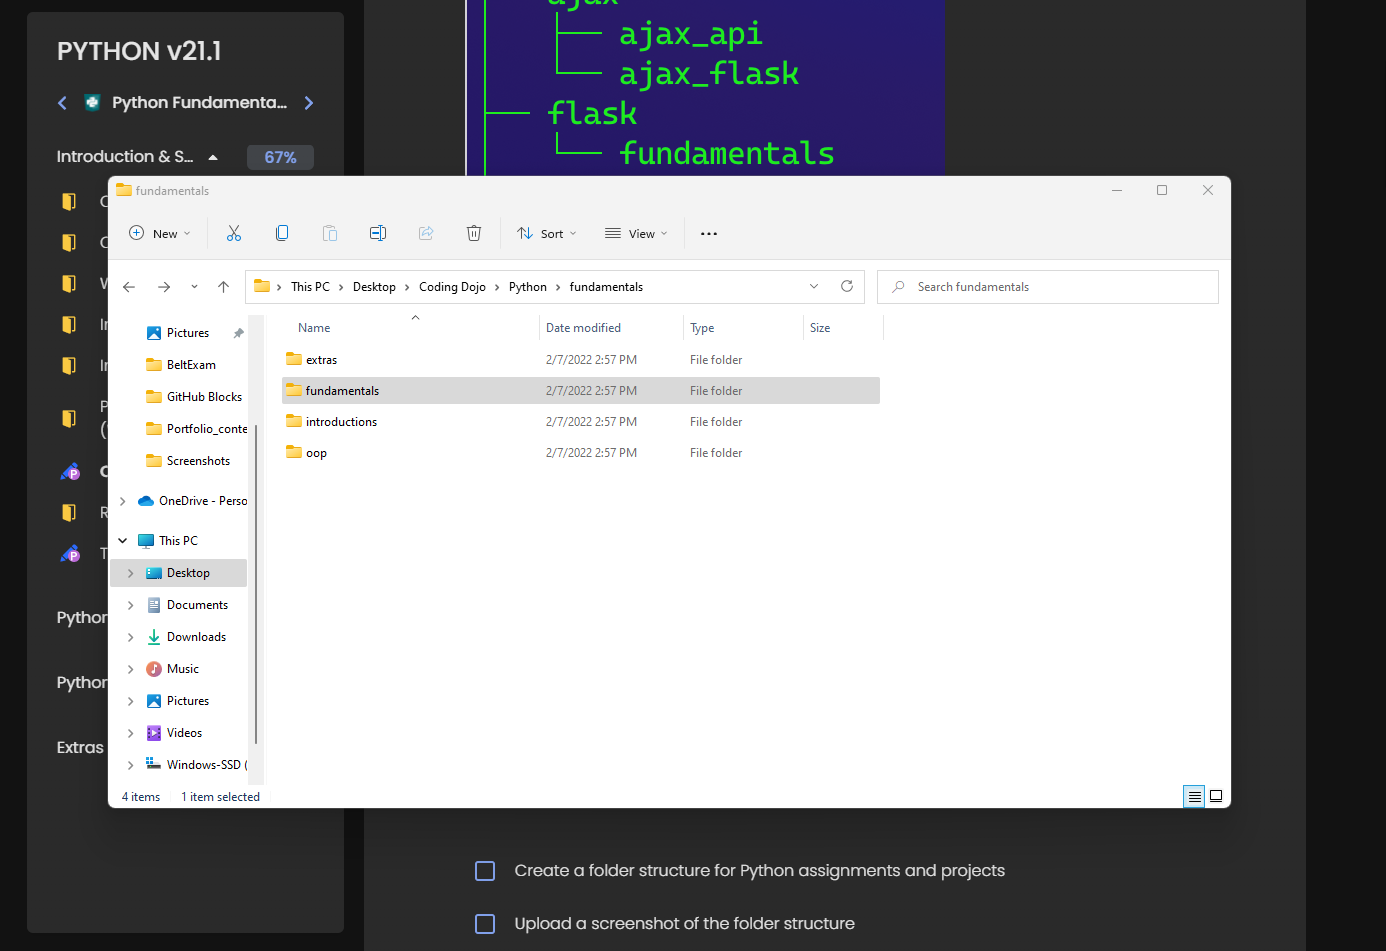 PYTHON v21.1
Python Fundamenta...
Introduction & S...
67%
ajax
ajax_api
ajax_flask
flask
fundamentals
C
C
W
In
In
P
(
C
R
T
Python
Python
Extras
fundamentals
New
Sort
View
This PC
Desktop
Coding Dojo
Python
fundamentals
Search fundamentals
Pictures
BeltExam
GitHub Blocks
Portfolio_conte
Screenshots
OneDrive - Perso
This PC
Desktop
Documents
Downloads
Music
Pictures
Videos
Windows-SSD (
Name Date modified Type Size
extras 2/7/2022 2:57 PM File folder
fundamentals 2/7/2022 2:57 PM File folder
introductions 2/7/2022 2:57 PM File folder
oop 2/7/2022 2:57 PM File folder
4 items 1 item selected
Create a folder structure for Python assignments and projects
Upload a screenshot of the folder structure